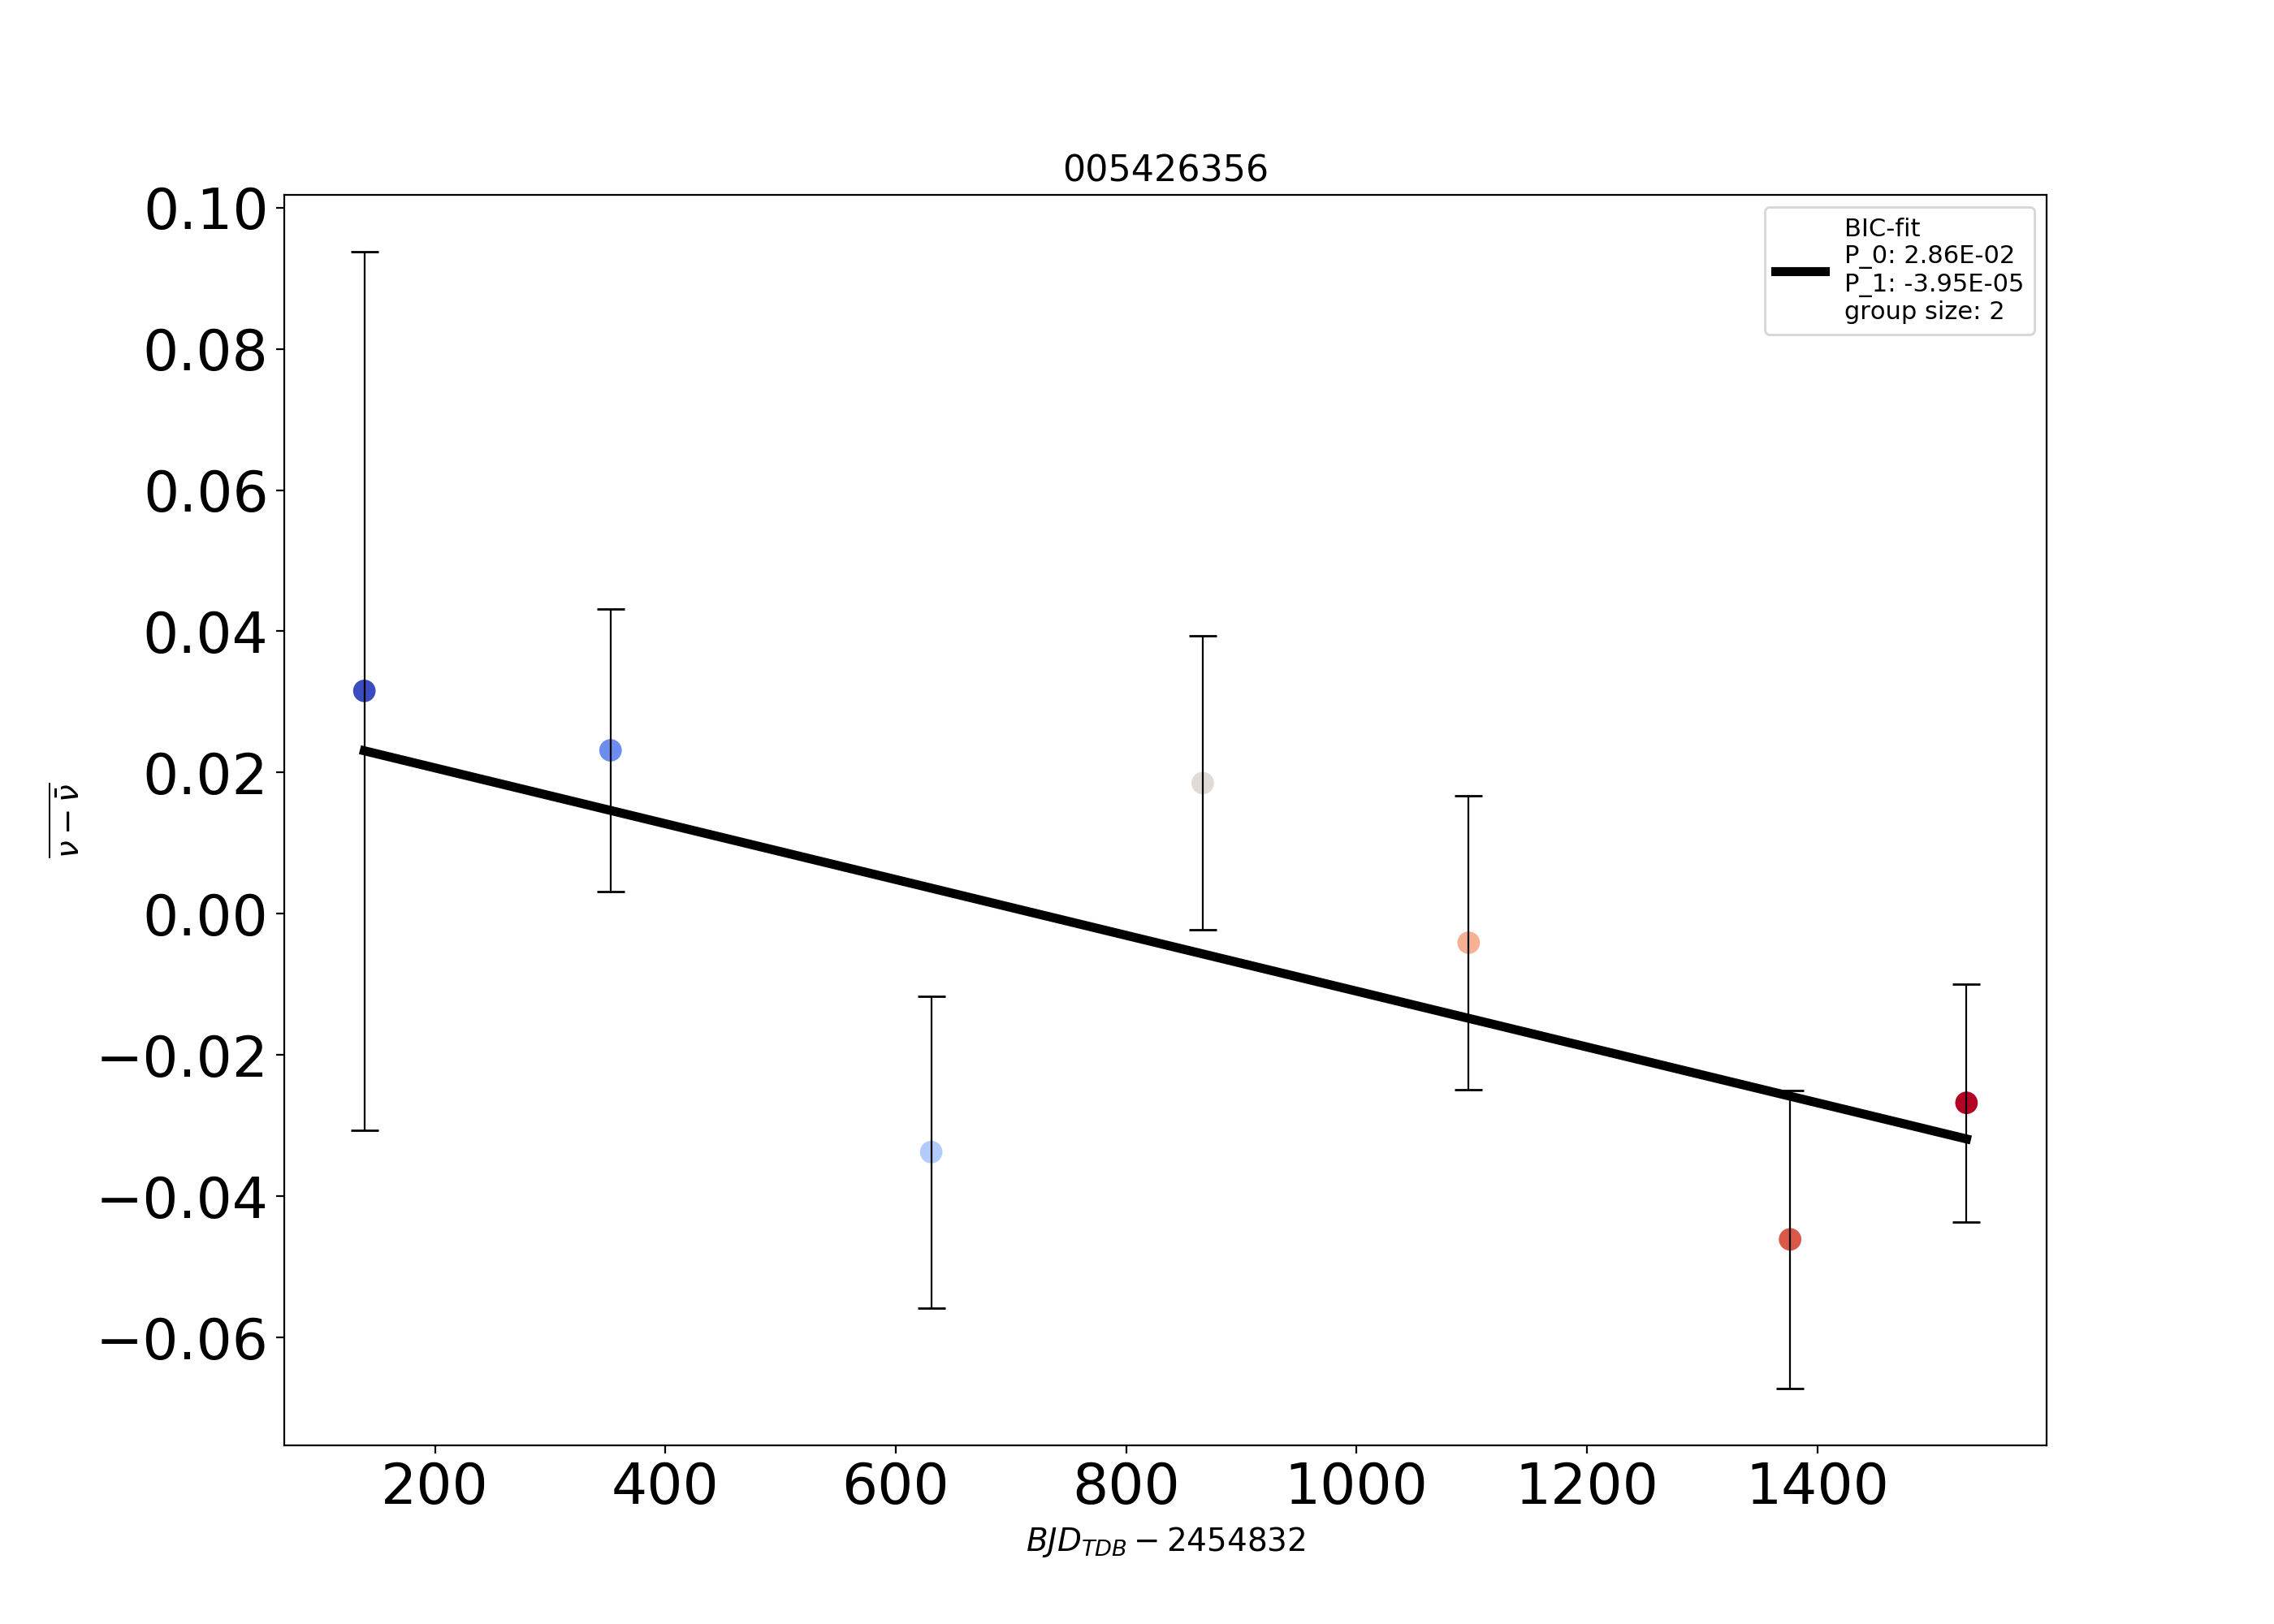 005426356
0.10
0.08
0.06
0.04
0.02
0.00
−0.02
−0.04
−0.06
BIC-fit
P_0: 2.86E-02
P_1: -3.95E-05
group size: 2
ν − ν̄
200 400 600 800 1000 1200 1400
BJD_TDB − 2454832